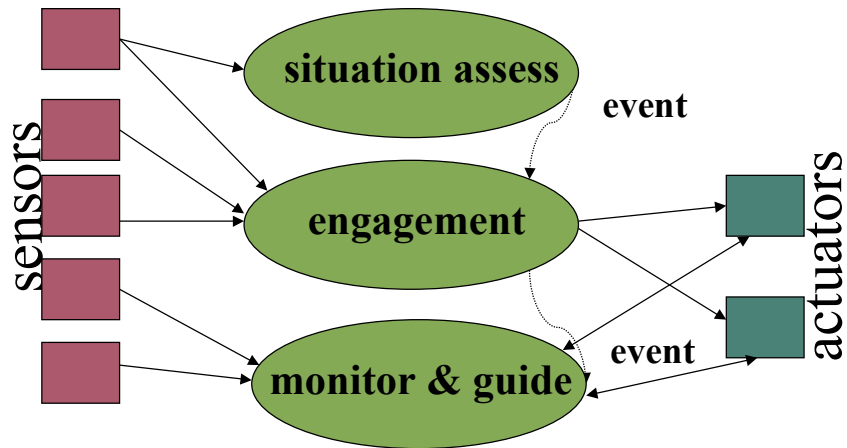 sensors
situation assess
event
engagement
actuators
event
monitor & guide